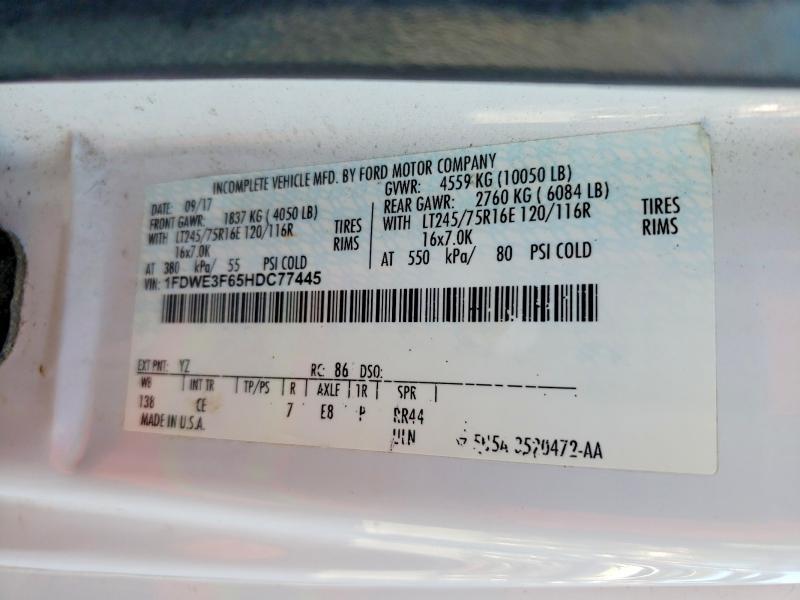 INCOMPLETE VEHICLE MFD. BY FORD MOTOR COMPANY
DATE: 09/17 GVWR: 4559 KG (10050 LB)
FRONT GAWR: 1837 KG ( 4050 LB) REAR GAWR: 2760 KG ( 6084 LB)
WITH LT245/75R16E 120/116R TIRES WITH LT245/75R16E 120/116R TIRES
16x7.0K RIMS 16x7.0K RIMS
AT 380 kPa/ 55 PSI COLD AT 550 kPa/ 80 PSI COLD
VIN: 1FDWE3F65HDC77445
EXT PNT: YZ RC: 86 DSO:
WB INT TR TP/PS R AXLE TR SPR
138 CE 7 E8 P RR44
MADE IN U.S.A. ULN